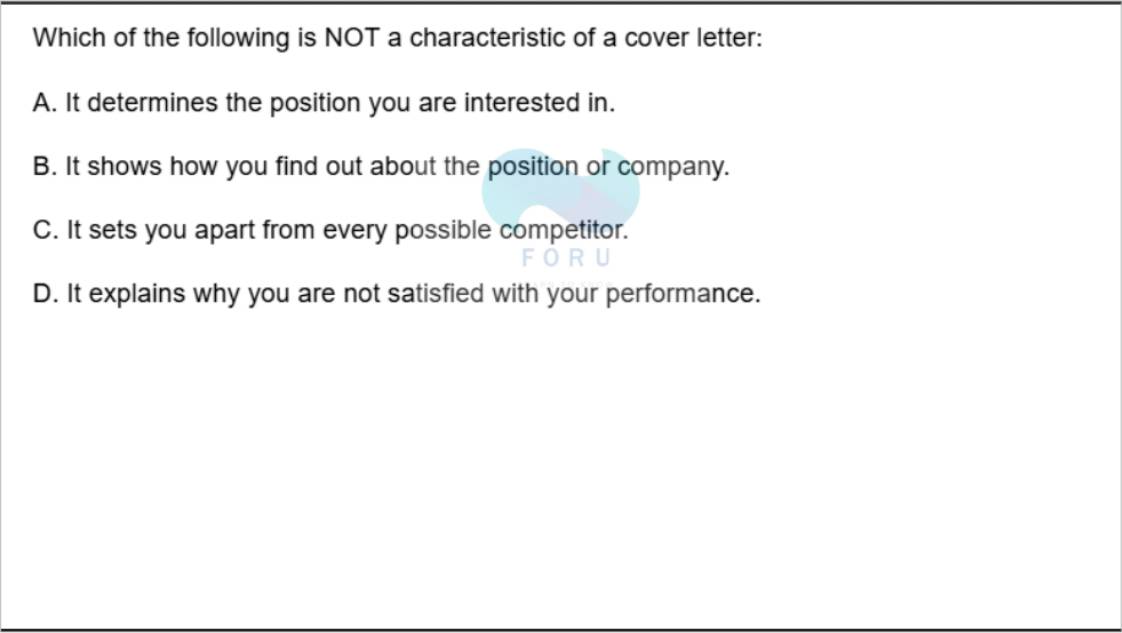 Which of the following is NOT a characteristic of a cover letter:
A. It determines the position you are interested in.
B. It shows how you find out about the position or company.
C. It sets you apart from every possible competitor.
FORU
D. It explains why you are not satisfied with your performance.